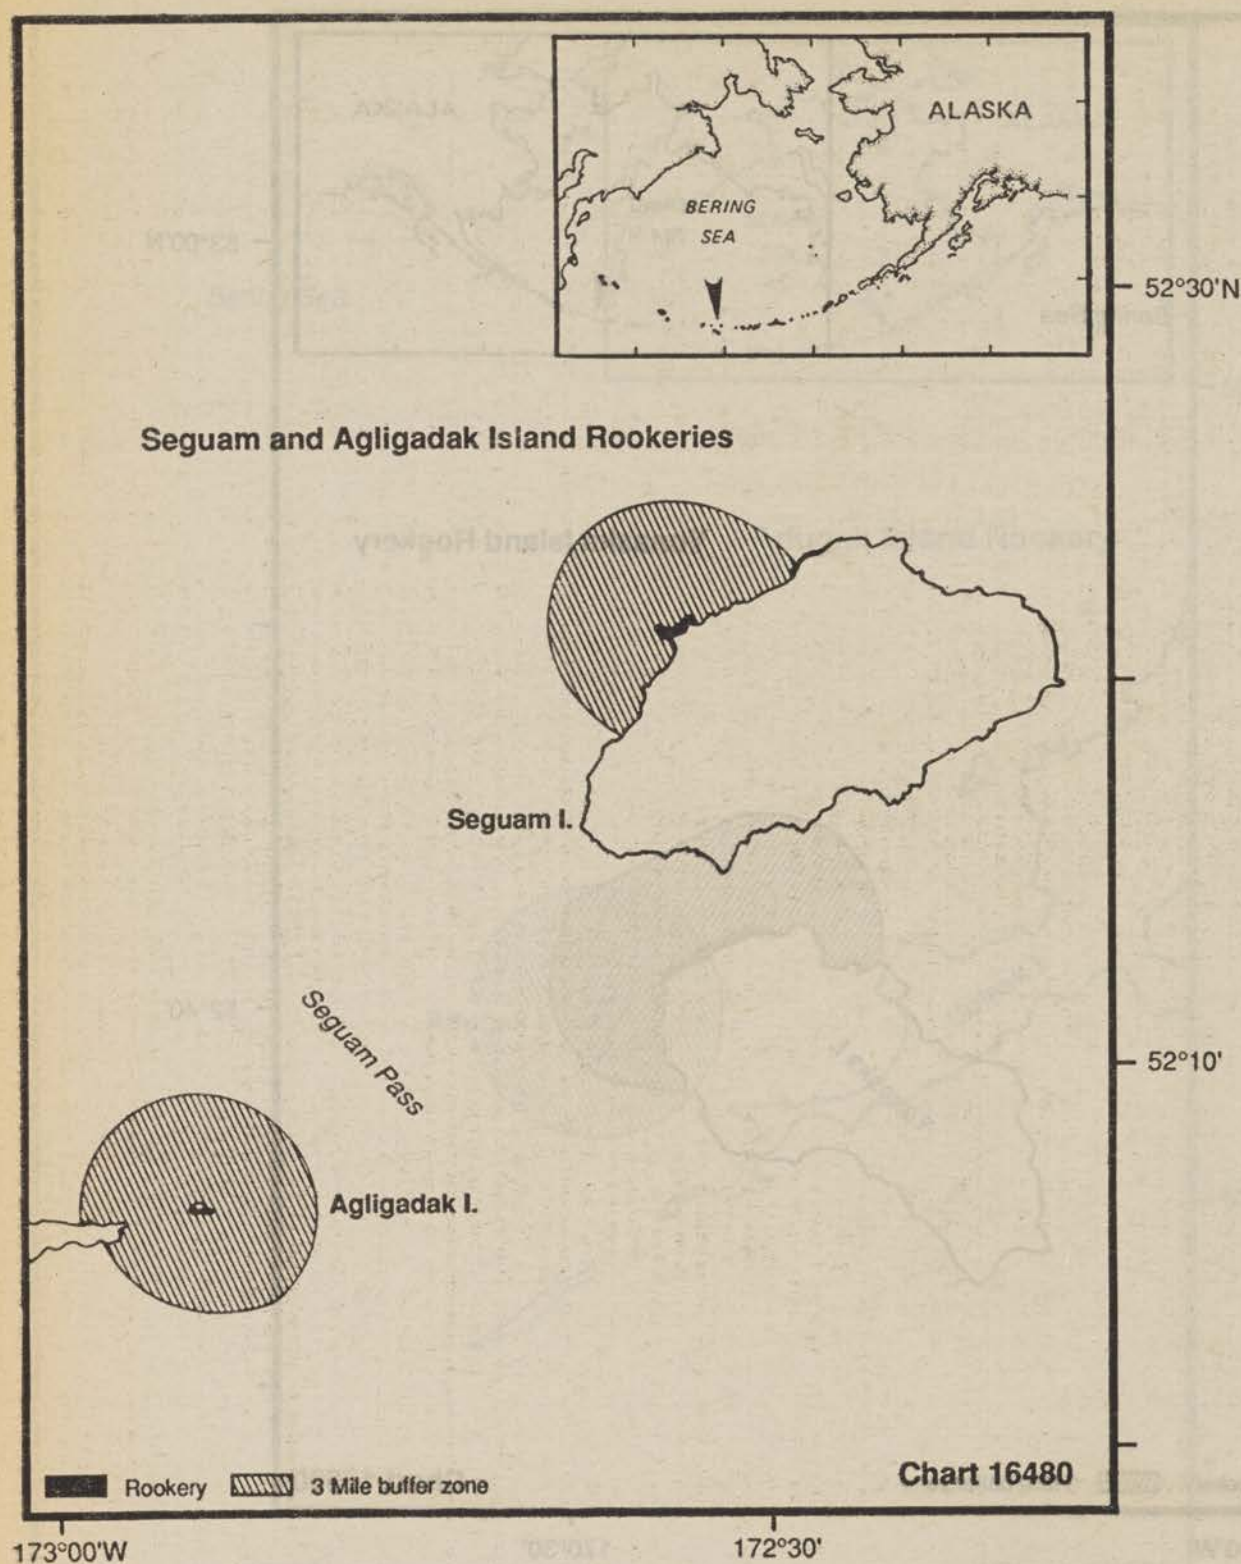 ALASKA
BERING
SEA
52°30'N
Seguam and Agligadak Island Rookeries
Seguam I.
Seguam Pass
52°10'
Agligadak I.
Rookery
3 Mile buffer zone
Chart 16480
173°00'W
172°30'